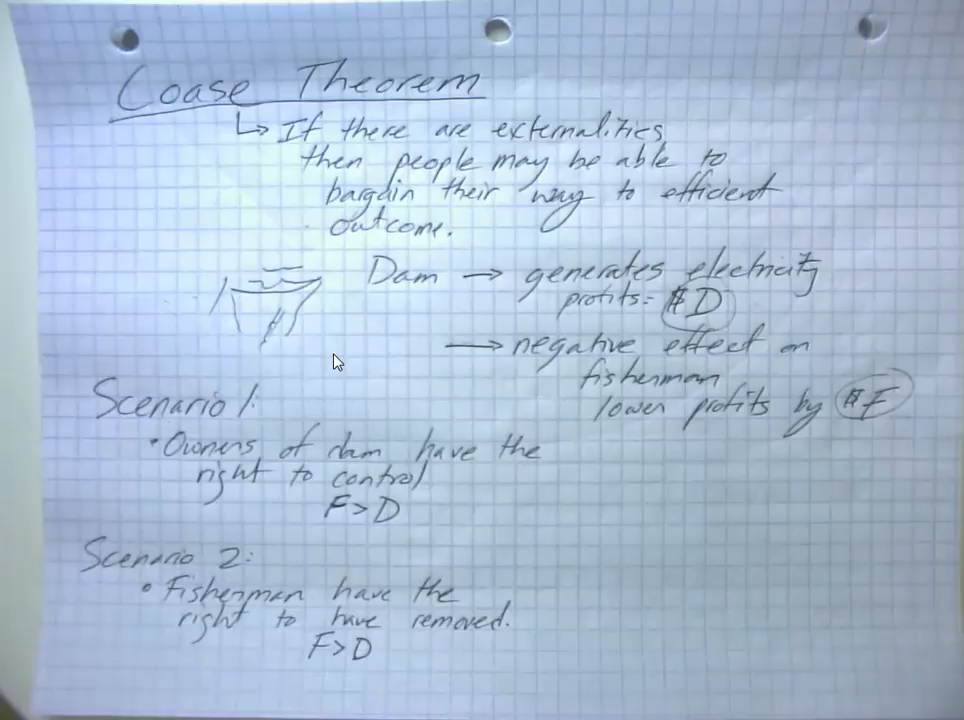 Coase Theorem
↳ If there are externalities
then people may be able to
bargain their way to efficient
outcome.
Dam → generates electricity
profits = $D
→ negative effect on
fisherman
lower profits by $F
Scenario 1:
• Owners of dam have the
right to control
F > D
Scenario 2:
• Fisherman have the
right to have removed.
F > D